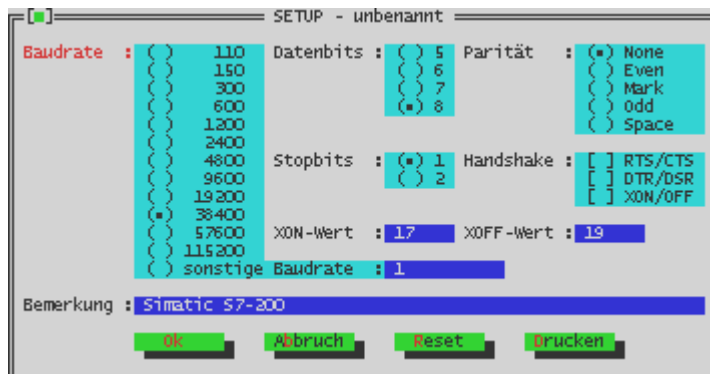 [■] SETUP - unbenannt
Baudrate : ( ) 110 Datenbits : ( ) 5 Parität : (•) None
( ) 150 ( ) 6 ( ) Even
( ) 300 ( ) 7 ( ) Mark
( ) 600 (•) 8 ( ) Odd
( ) 1200 ( ) Space
( ) 2400
( ) 4800 Stopbits : (•) 1 Handshake : [ ] RTS/CTS
( ) 9600 ( ) 2 [ ] DTR/DSR
( ) 19200 [ ] XON/OFF
(•) 38400
( ) 57600 XON-Wert : 17 XOFF-Wert : 19
( ) 115200
( ) sonstige Baudrate : 1
Bemerkung : Simatic S7-200
Ok Abbruch Reset Drucken